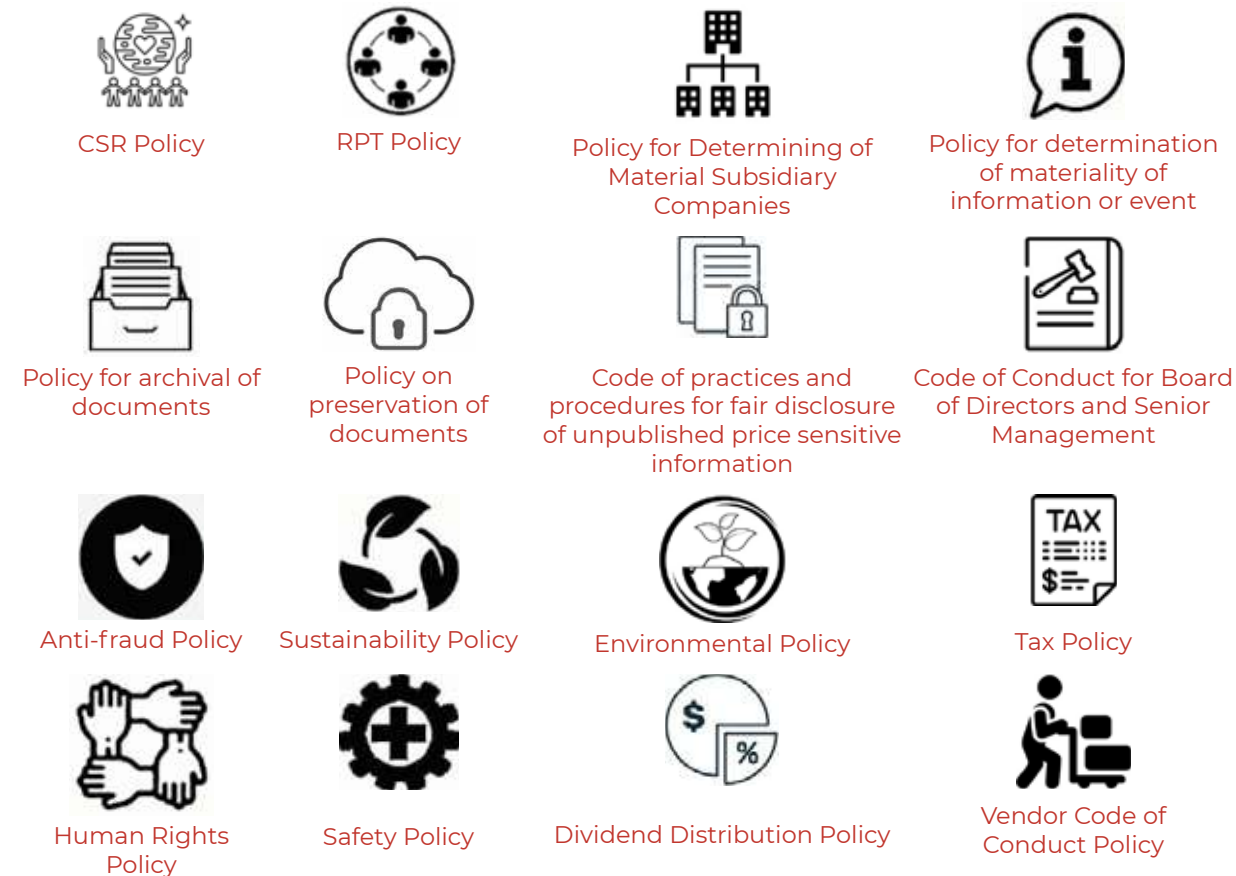 CSR Policy
RPT Policy
Policy for Determining of
Material Subsidiary
Companies
Policy for determination
of materiality of
information or event
Policy for archival of
documents
Policy on
preservation of
documents
Code of practices and
procedures for fair disclosure
of unpublished price sensitive
information
Code of Conduct for Board
of Directors and Senior
Management
Anti-fraud Policy
Sustainability Policy
Environmental Policy
TAX
$
Tax Policy
Human Rights
Policy
Safety Policy
$
%
Dividend Distribution Policy
Vendor Code of
Conduct Policy